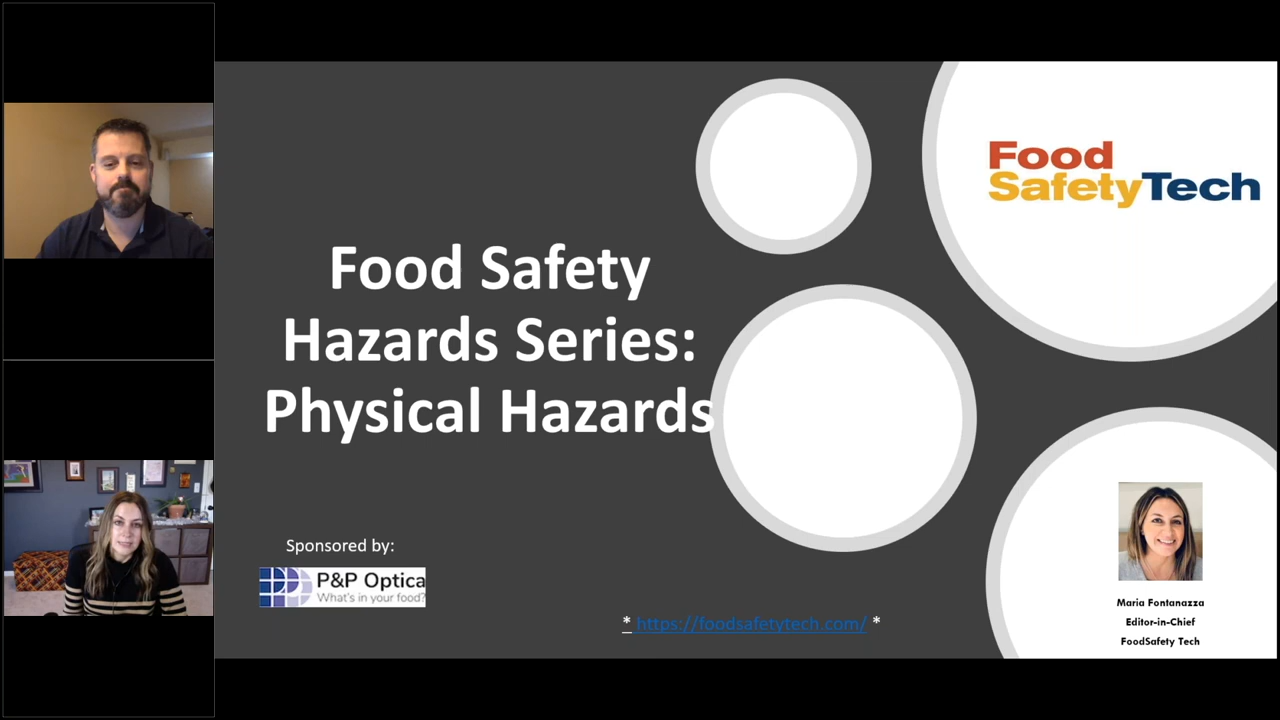 Food
SafetyTech
Food Safety
Hazards Series:
Physical Hazards
Sponsored by:
P&P Optica
What's in your food?
* https://foodsafetytech.com/ *
Maria Fontanazza
Editor-in-Chief
FoodSafety Tech